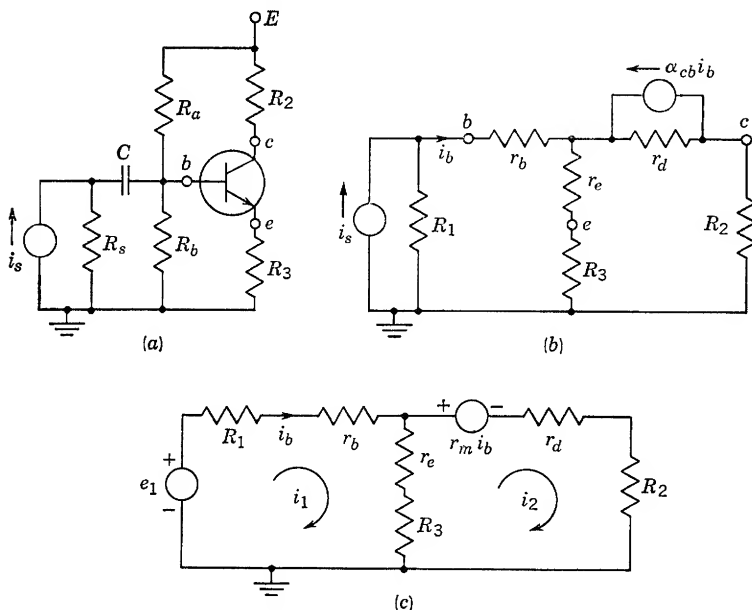 E
R_a
R_2
c
C
b
e
i_s
R_s
R_b
R_3
(a)
α_cb i_b
b
c
i_b
r_b
r_d
r_e
i_s
R_1
e
R_2
R_3
(b)
R_1
i_b
r_b
+ −
r_m i_b
r_d
+
e_1
−
i_1
r_e
R_3
i_2
R_2
(c)